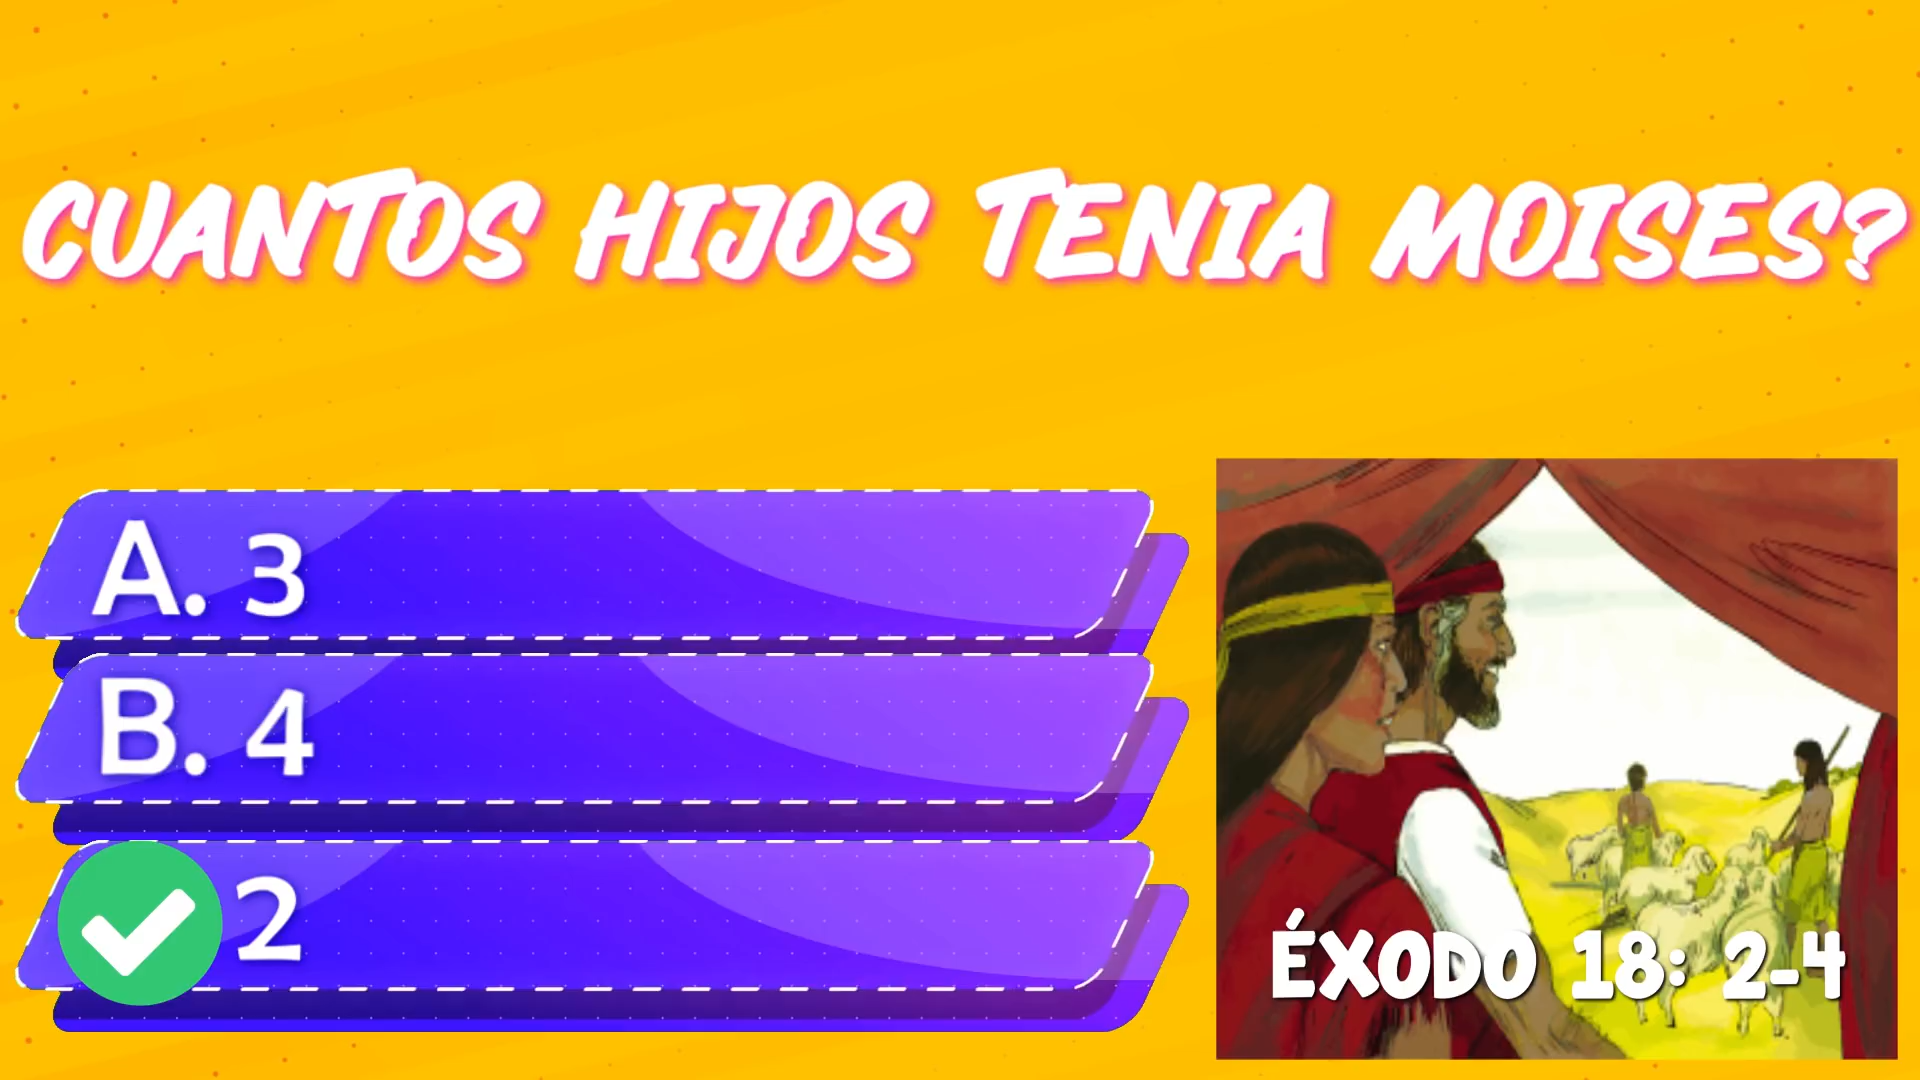 CUANTOS HIJOS TENIA MOISES?
A. 3
B. 4
2
ÉXODO 18: 2-4